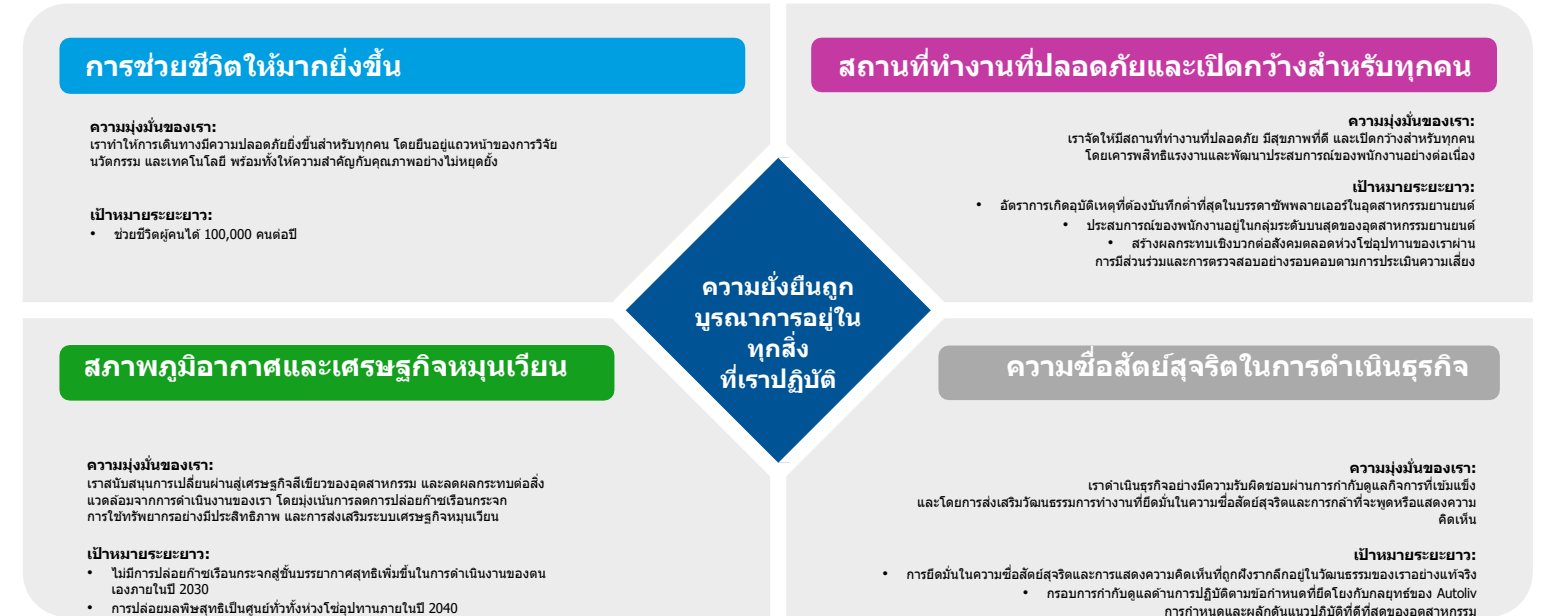 การช่วยชีวิตให้มากยิ่งขึ้น
ความมุ่งมั่นของเรา:
เราทำให้การเดินทางมีความปลอดภัยยิ่งขึ้นสำหรับทุกคน โดยยืนอยู่แถวหน้าของการวิจัย
นวัตกรรม และเทคโนโลยี พร้อมทั้งให้ความสำคัญกับคุณภาพอย่างไม่หยุดยั้ง
เป้าหมายระยะยาว:
• ช่วยชีวิตผู้คนได้ 100,000 คนต่อปี
สถานที่ทำงานที่ปลอดภัยและเปิดกว้างสำหรับทุกคน
ความมุ่งมั่นของเรา:
เราจัดให้มีสถานที่ทำงานที่ปลอดภัย มีสุขภาพที่ดี และเปิดกว้างสำหรับทุกคน
โดยเคารพสิทธิแรงงานและพัฒนาประสบการณ์ของพนักงานอย่างต่อเนื่อง
เป้าหมายระยะยาว:
• อัตราการเกิดอุบัติเหตุที่ต้องบันทึกต่ำที่สุดในบรรดาซัพพลายเออร์ในอุตสาหกรรมยานยนต์
• ประสบการณ์ของพนักงานอยู่ในกลุ่มระดับบนสุดของอุตสาหกรรมยานยนต์
• สร้างผลกระทบเชิงบวกต่อสังคมตลอดห่วงโซ่อุปทานของเราผ่าน
การมีส่วนร่วมและการตรวจสอบอย่างรอบคอบตามการประเมินความเสี่ยง
ความยั่งยืนถูก
บูรณาการอยู่ใน
ทุกสิ่ง
ที่เราปฏิบัติ
สภาพภูมิอากาศและเศรษฐกิจหมุนเวียน
ความมุ่งมั่นของเรา:
เราสนับสนุนการเปลี่ยนผ่านสู่เศรษฐกิจสีเขียวของอุตสาหกรรม และลดผลกระทบต่อสิ่ง
แวดล้อมจากการดำเนินงานของเรา โดยมุ่งเน้นการลดการปล่อยก๊าซเรือนกระจก
การใช้ทรัพยากรอย่างมีประสิทธิภาพ และการส่งเสริมระบบเศรษฐกิจหมุนเวียน
เป้าหมายระยะยาว:
• ไม่มีการปล่อยก๊าซเรือนกระจกสู่ชั้นบรรยากาศสุทธิเพิ่มขึ้นในการดำเนินงานของตน
เองภายในปี 2030
• การปล่อยมลพิษสุทธิเป็นศูนย์ทั่วทั้งห่วงโซ่อุปทานภายในปี 2040
ความซื่อสัตย์สุจริตในการดำเนินธุรกิจ
ความมุ่งมั่นของเรา:
เราดำเนินธุรกิจอย่างมีความรับผิดชอบผ่านการกำกับดูแลกิจการที่เข้มแข็ง
และโดยการส่งเสริมวัฒนธรรมการทำงานที่ยึดมั่นในความซื่อสัตย์สุจริตและการกล้าที่จะพูดหรือแสดงความ
คิดเห็น
เป้าหมายระยะยาว:
• การยึดมั่นในความซื่อสัตย์สุจริตและการแสดงความคิดเห็นที่ถูกฝังรากลึกอยู่ในวัฒนธรรมของเราอย่างแท้จริง
• กรอบการกำกับดูแลด้านการปฏิบัติตามข้อกำหนดที่ยึดโยงกับกลยุทธ์ของ Autoliv
การกำหนดและผลักดันแนวปฏิบัติที่ดีที่สุดของอุตสาหกรรม